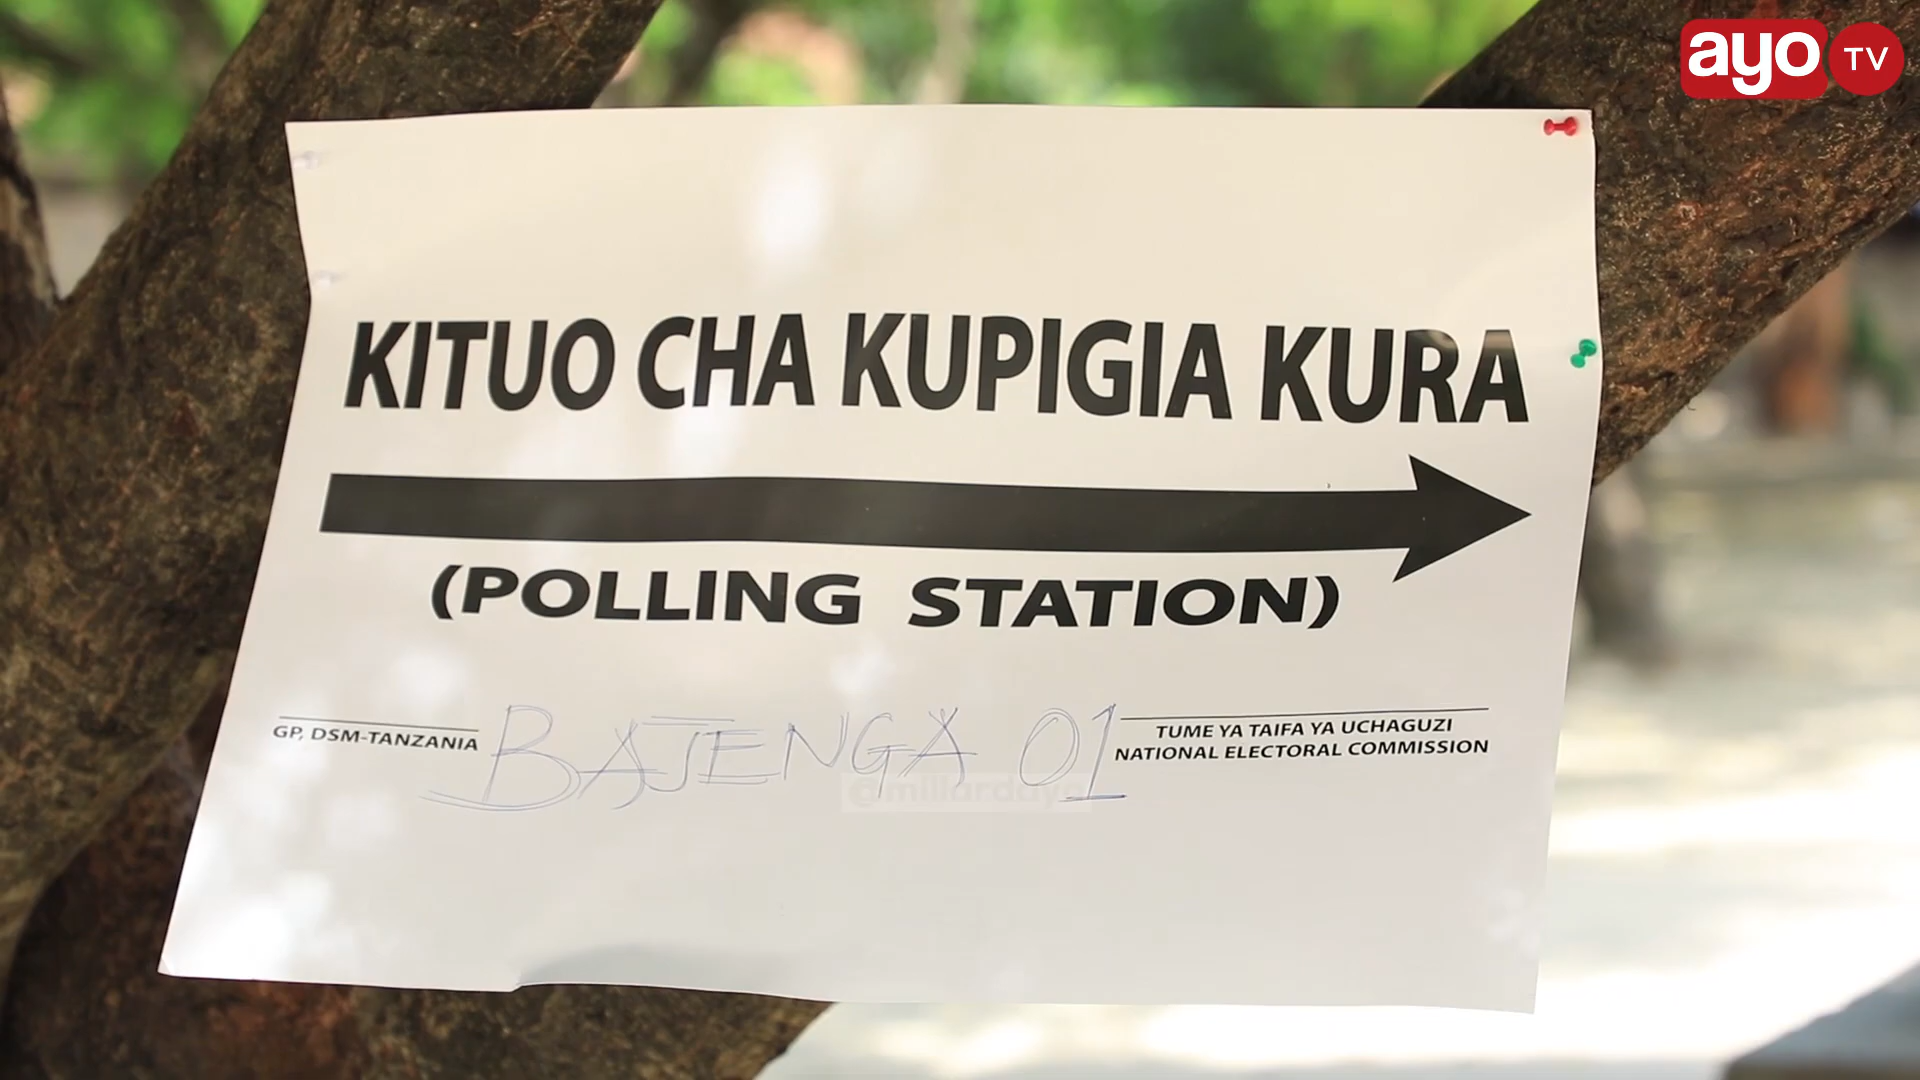 ayo TV
KITUO CHA KUPIGIA KURA
(POLLING STATION)
GP, DSM-TANZANIA
BAJENGA 01
TUME YA TAIFA YA UCHAGUZI
NATIONAL ELECTORAL COMMISSION
@millardayo